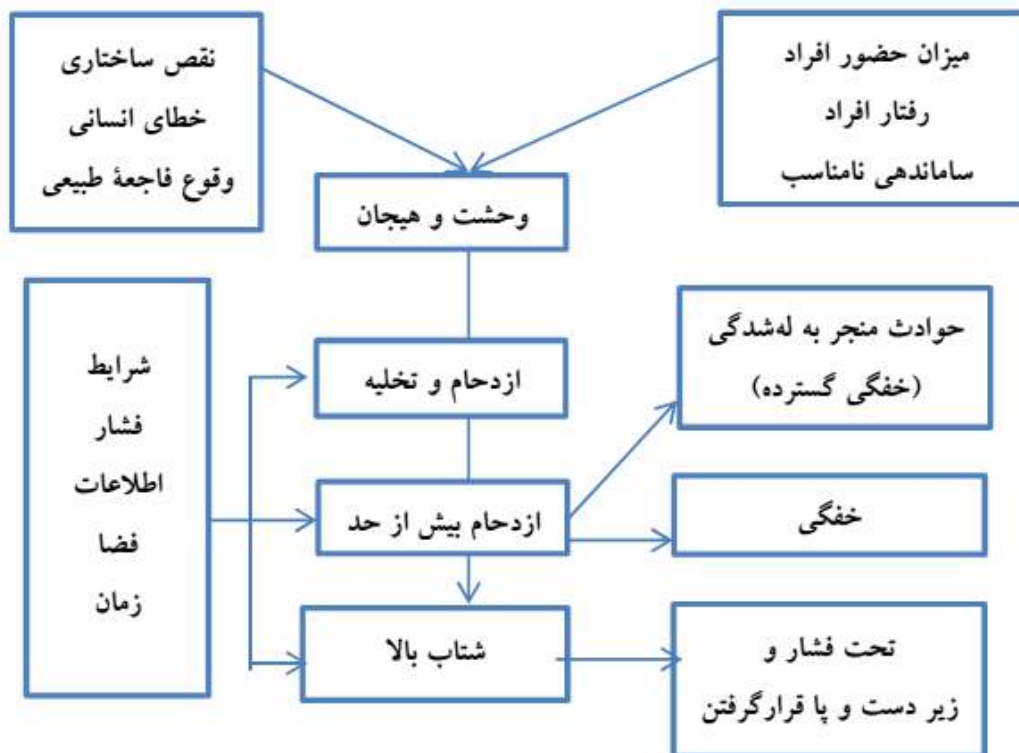 میزان حضور افراد
رفتار افراد
ساماندهی نامناسب
نقص ساختاری
خطای انسانی
وقوع فاجعهٔ طبیعی
وحشت و هیجان
ازدحام و تخلیه
ازدحام بیش از حد
شتاب بالا
حوادث منجر به له‌شدگی
(خفگی گسترده)
خفگی
تحت فشار و
زیر دست و پا قرارگرفتن
شرایط
فشار
اطلاعات
فضا
زمان